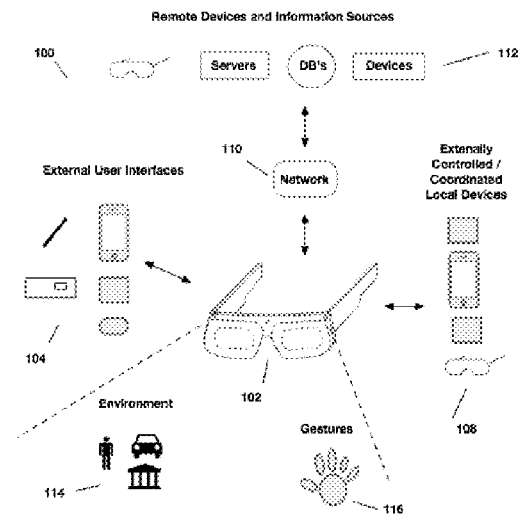 Remote Devices and Information Sources
100
Servers
DB's
Devices
112
110
Network
External User Interfaces
Extenally
Controlled /
Coordinated
Local Devices
104
102
108
Environment
Gestures
114
116